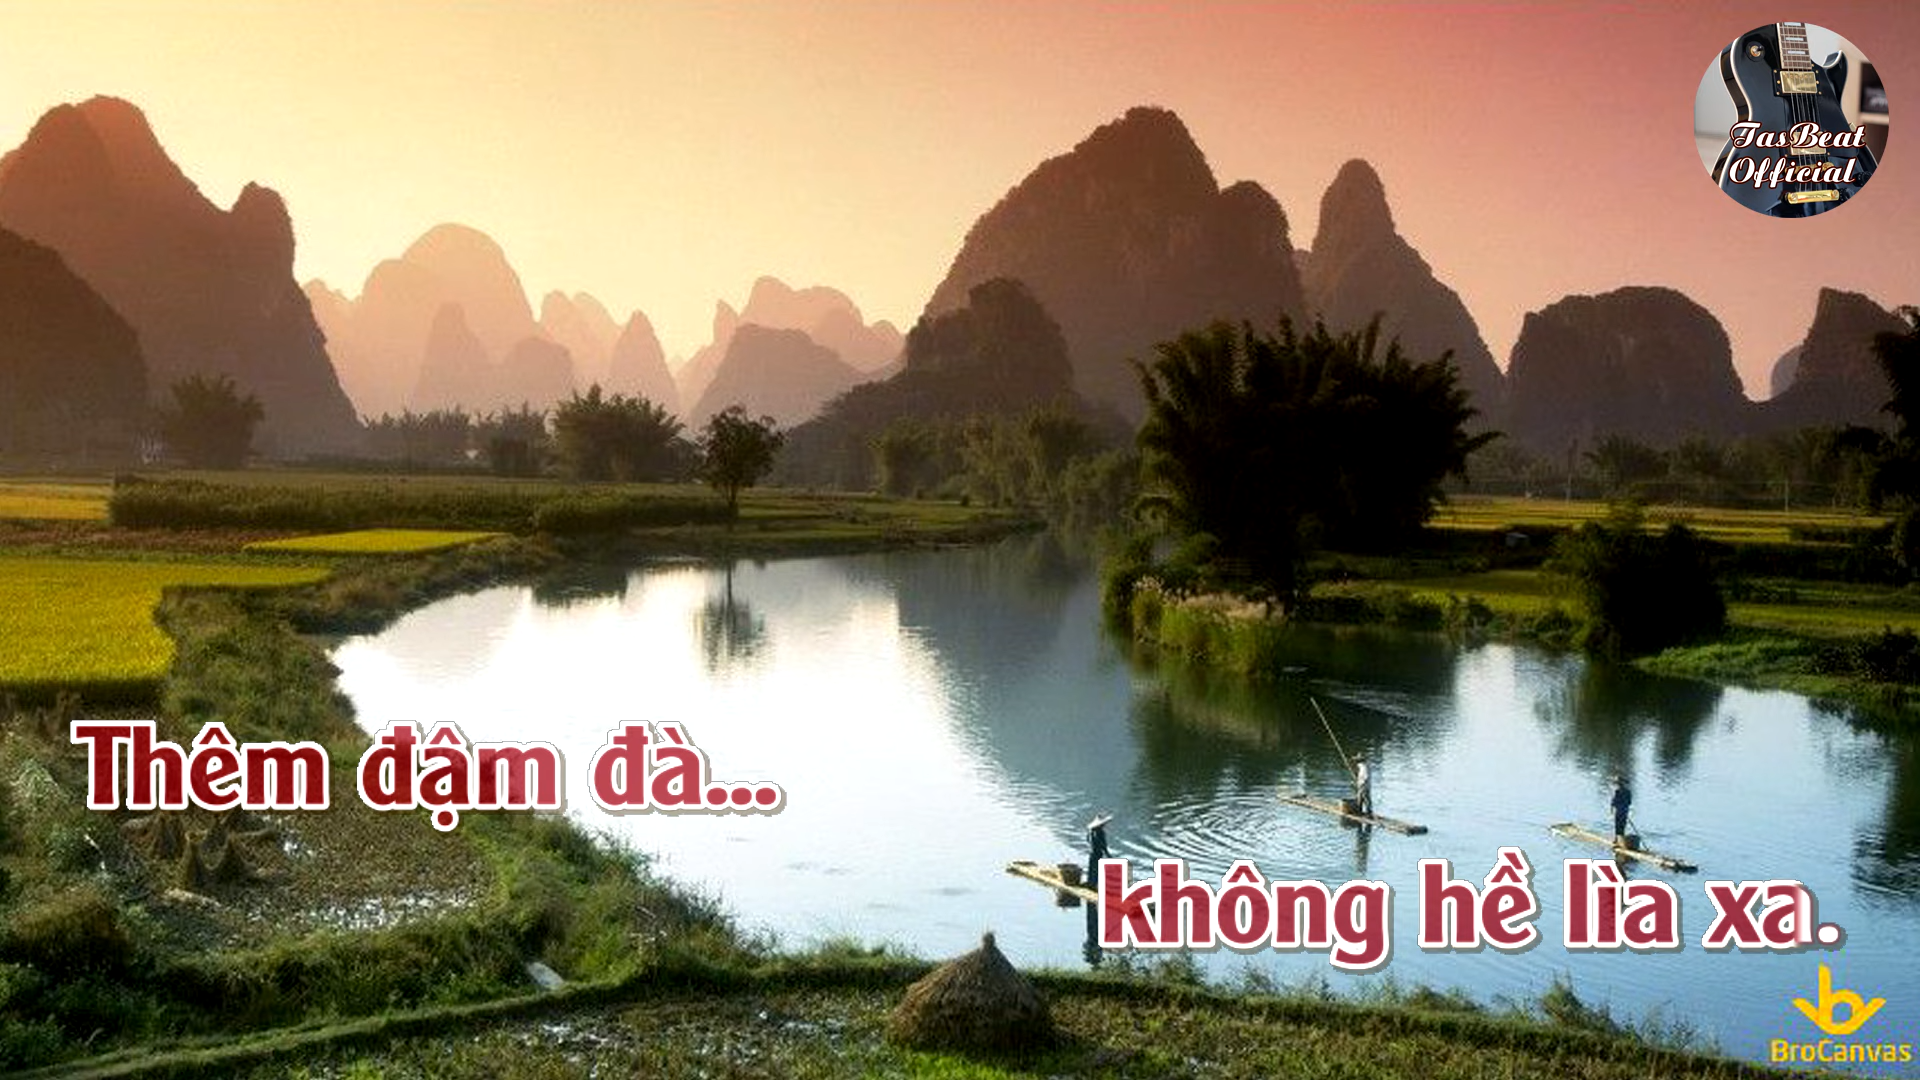 TasBeat
Official
Thêm đậm đà...
không hề lìa xa.
BroCanvas